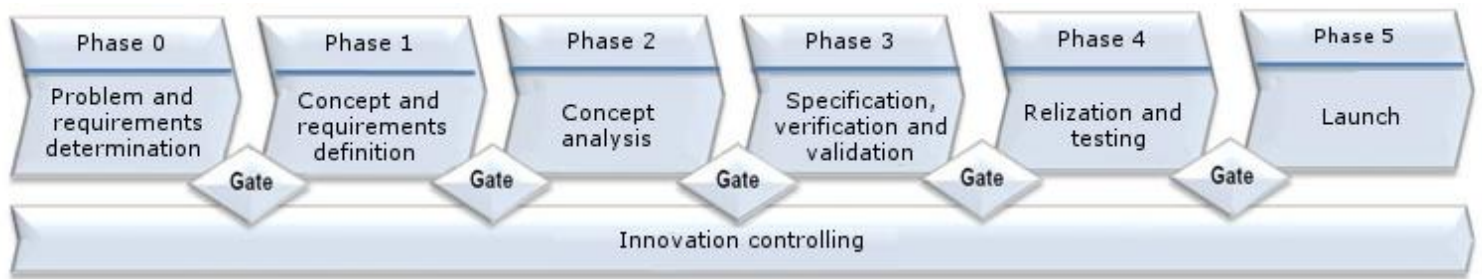 Phase 0
Problem and
requirements
determination
Phase 1
Concept and
requirements
definition
Phase 2
Concept
analysis
Phase 3
Specification,
verification and
validation
Phase 4
Relization and
testing
Phase 5
Launch
Gate
Gate
Gate
Gate
Gate
Innovation controlling